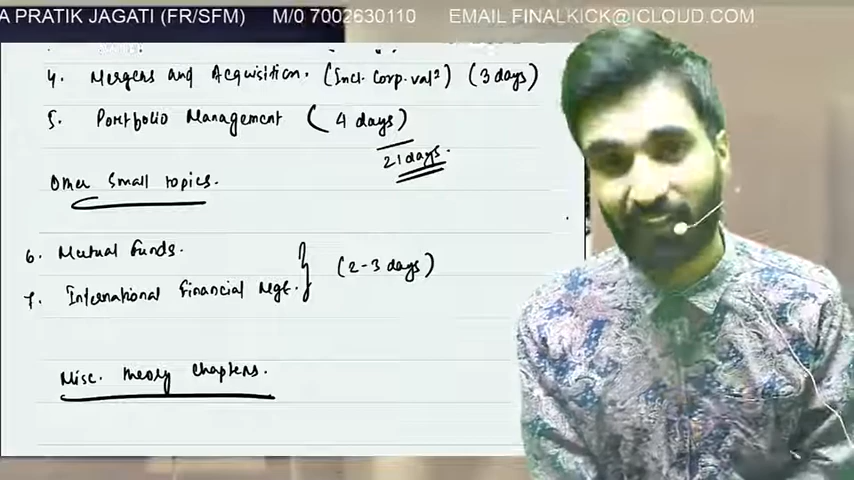 A PRATIK JAGATI (FR/SFM) M/0 7002630110 EMAIL FINALKICK@ICLOUD.COM
4. Mergers and Acquisition. (Incl. Corp. valⁿ) (3 days)
5. Portfolio Management (4 days)
21 days.
Other Small topics.
6. Mutual Funds.
(2-3 days)
7. International Financial Mgt.
Misc. theory Chapters.